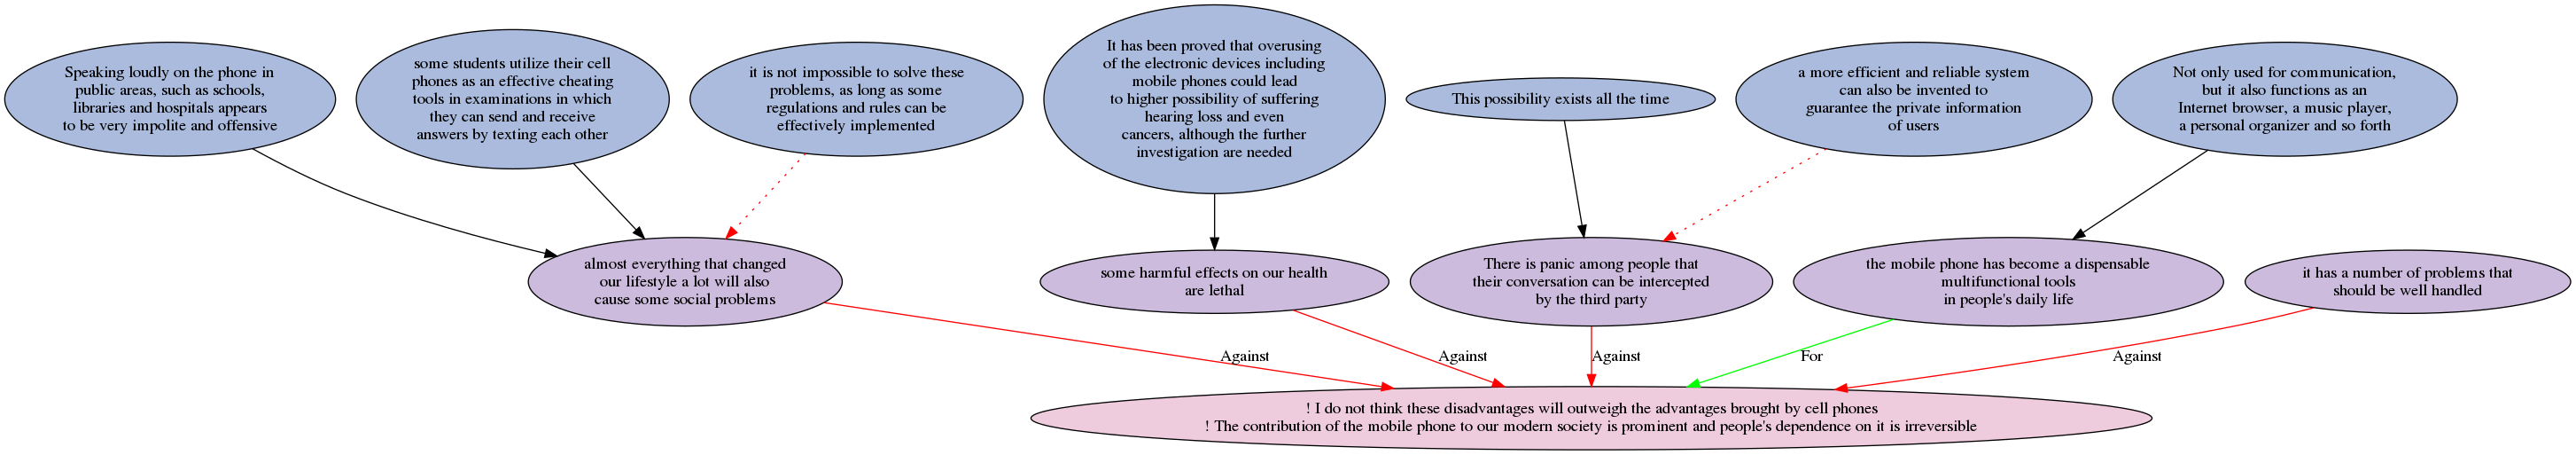 Speaking loudly on the phone in
public areas, such as schools,
libraries and hospitals appears
to be very impolite and offensive
some students utilize their cell
phones as an effective cheating
tools in examinations in which
they can send and receive
answers by texting each other
it is not impossible to solve these
problems, as long as some
regulations and rules can be
effectively implemented
It has been proved that overusing
of the electronic devices including
mobile phones could lead
to higher possibility of suffering
hearing loss and even
cancers, although the further
investigation are needed
This possibility exists all the time
a more efficient and reliable system
can also be invented to
guarantee the private information
of users
Not only used for communication,
but it also functions as an
Internet browser, a music player,
a personal organizer and so forth
almost everything that changed
our lifestyle a lot will also
cause some social problems
some harmful effects on our health
are lethal
There is panic among people that
their conversation can be intercepted
by the third party
the mobile phone has become a dispensable
multifunctional tools
in people's daily life
it has a number of problems that
should be well handled
Against
Against
Against
For
Against
! I do not think these disadvantages will outweigh the advantages brought by cell phones
! The contribution of the mobile phone to our modern society is prominent and people's dependence on it is irreversible